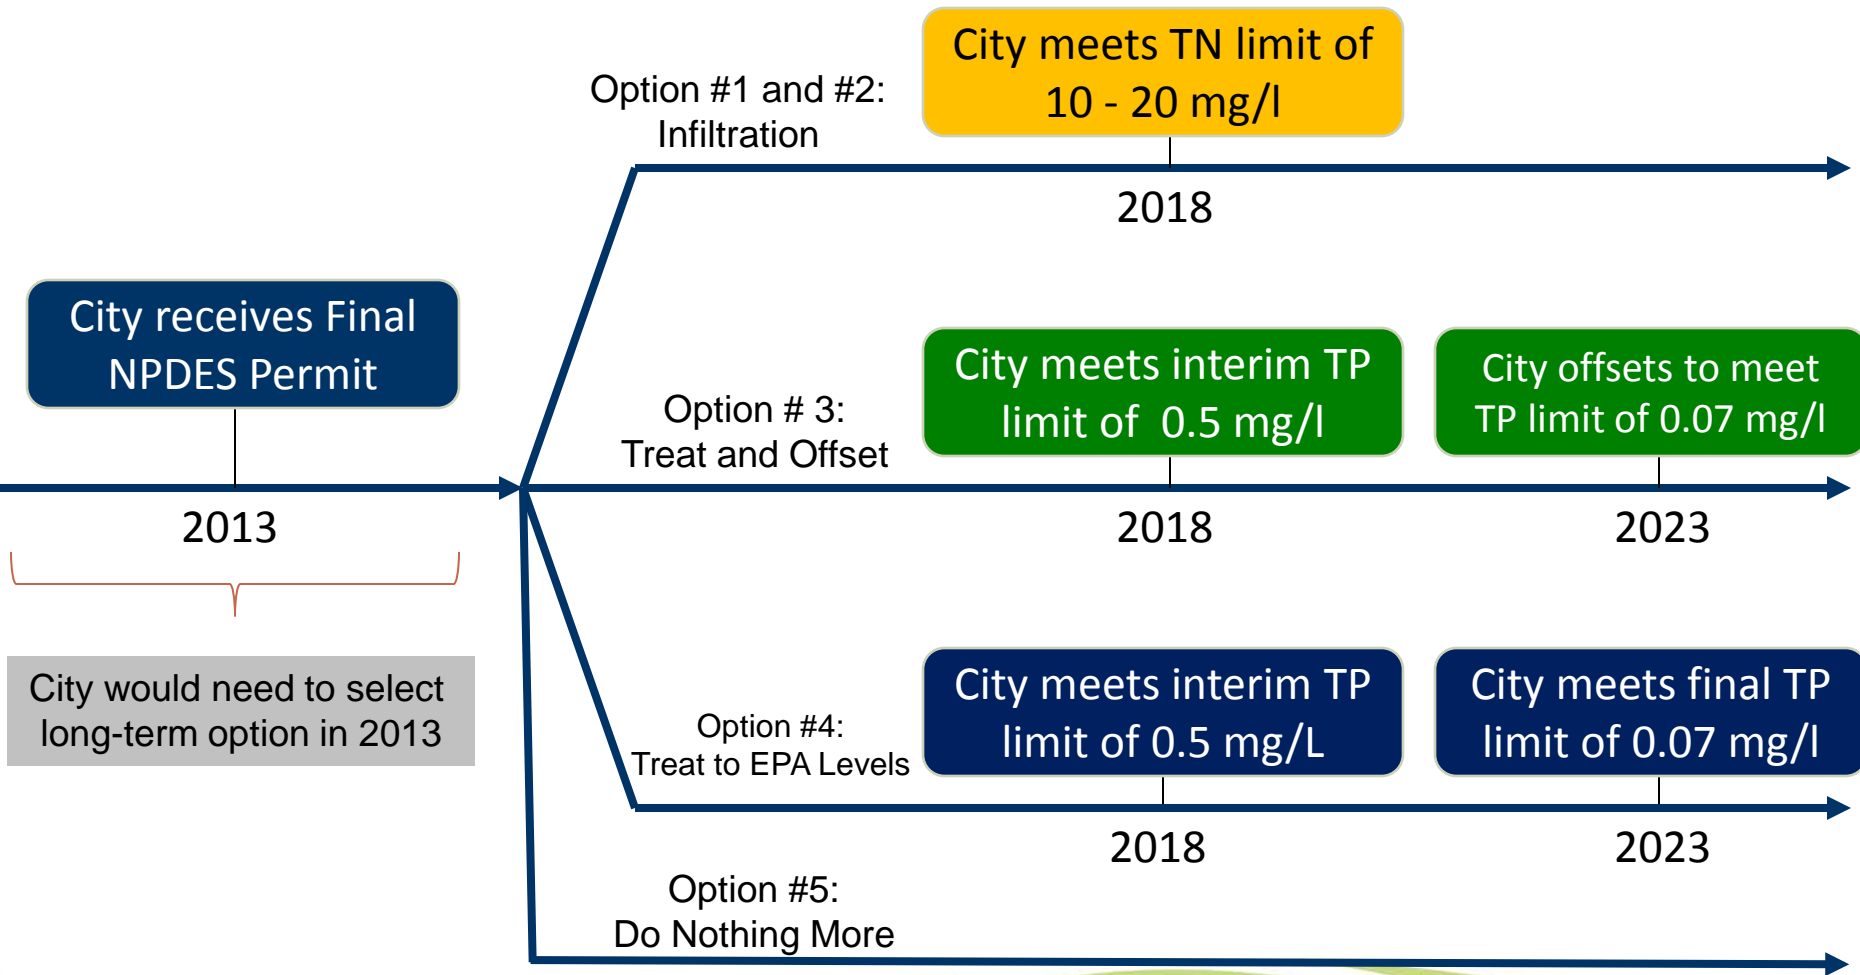 City meets TN limit of
10 - 20 mg/l
Option #1 and #2:
Infiltration
2018
City receives Final
NPDES Permit
2013
City would need to select
long-term option in 2013
Option # 3:
Treat and Offset
City meets interim TP
limit of  0.5 mg/l
2018
City offsets to meet
TP limit of 0.07 mg/l
2023
Option #4:
Treat to EPA Levels
City meets interim TP
limit of 0.5 mg/L
2018
City meets final TP
limit of 0.07 mg/l
2023
Option #5:
Do Nothing More